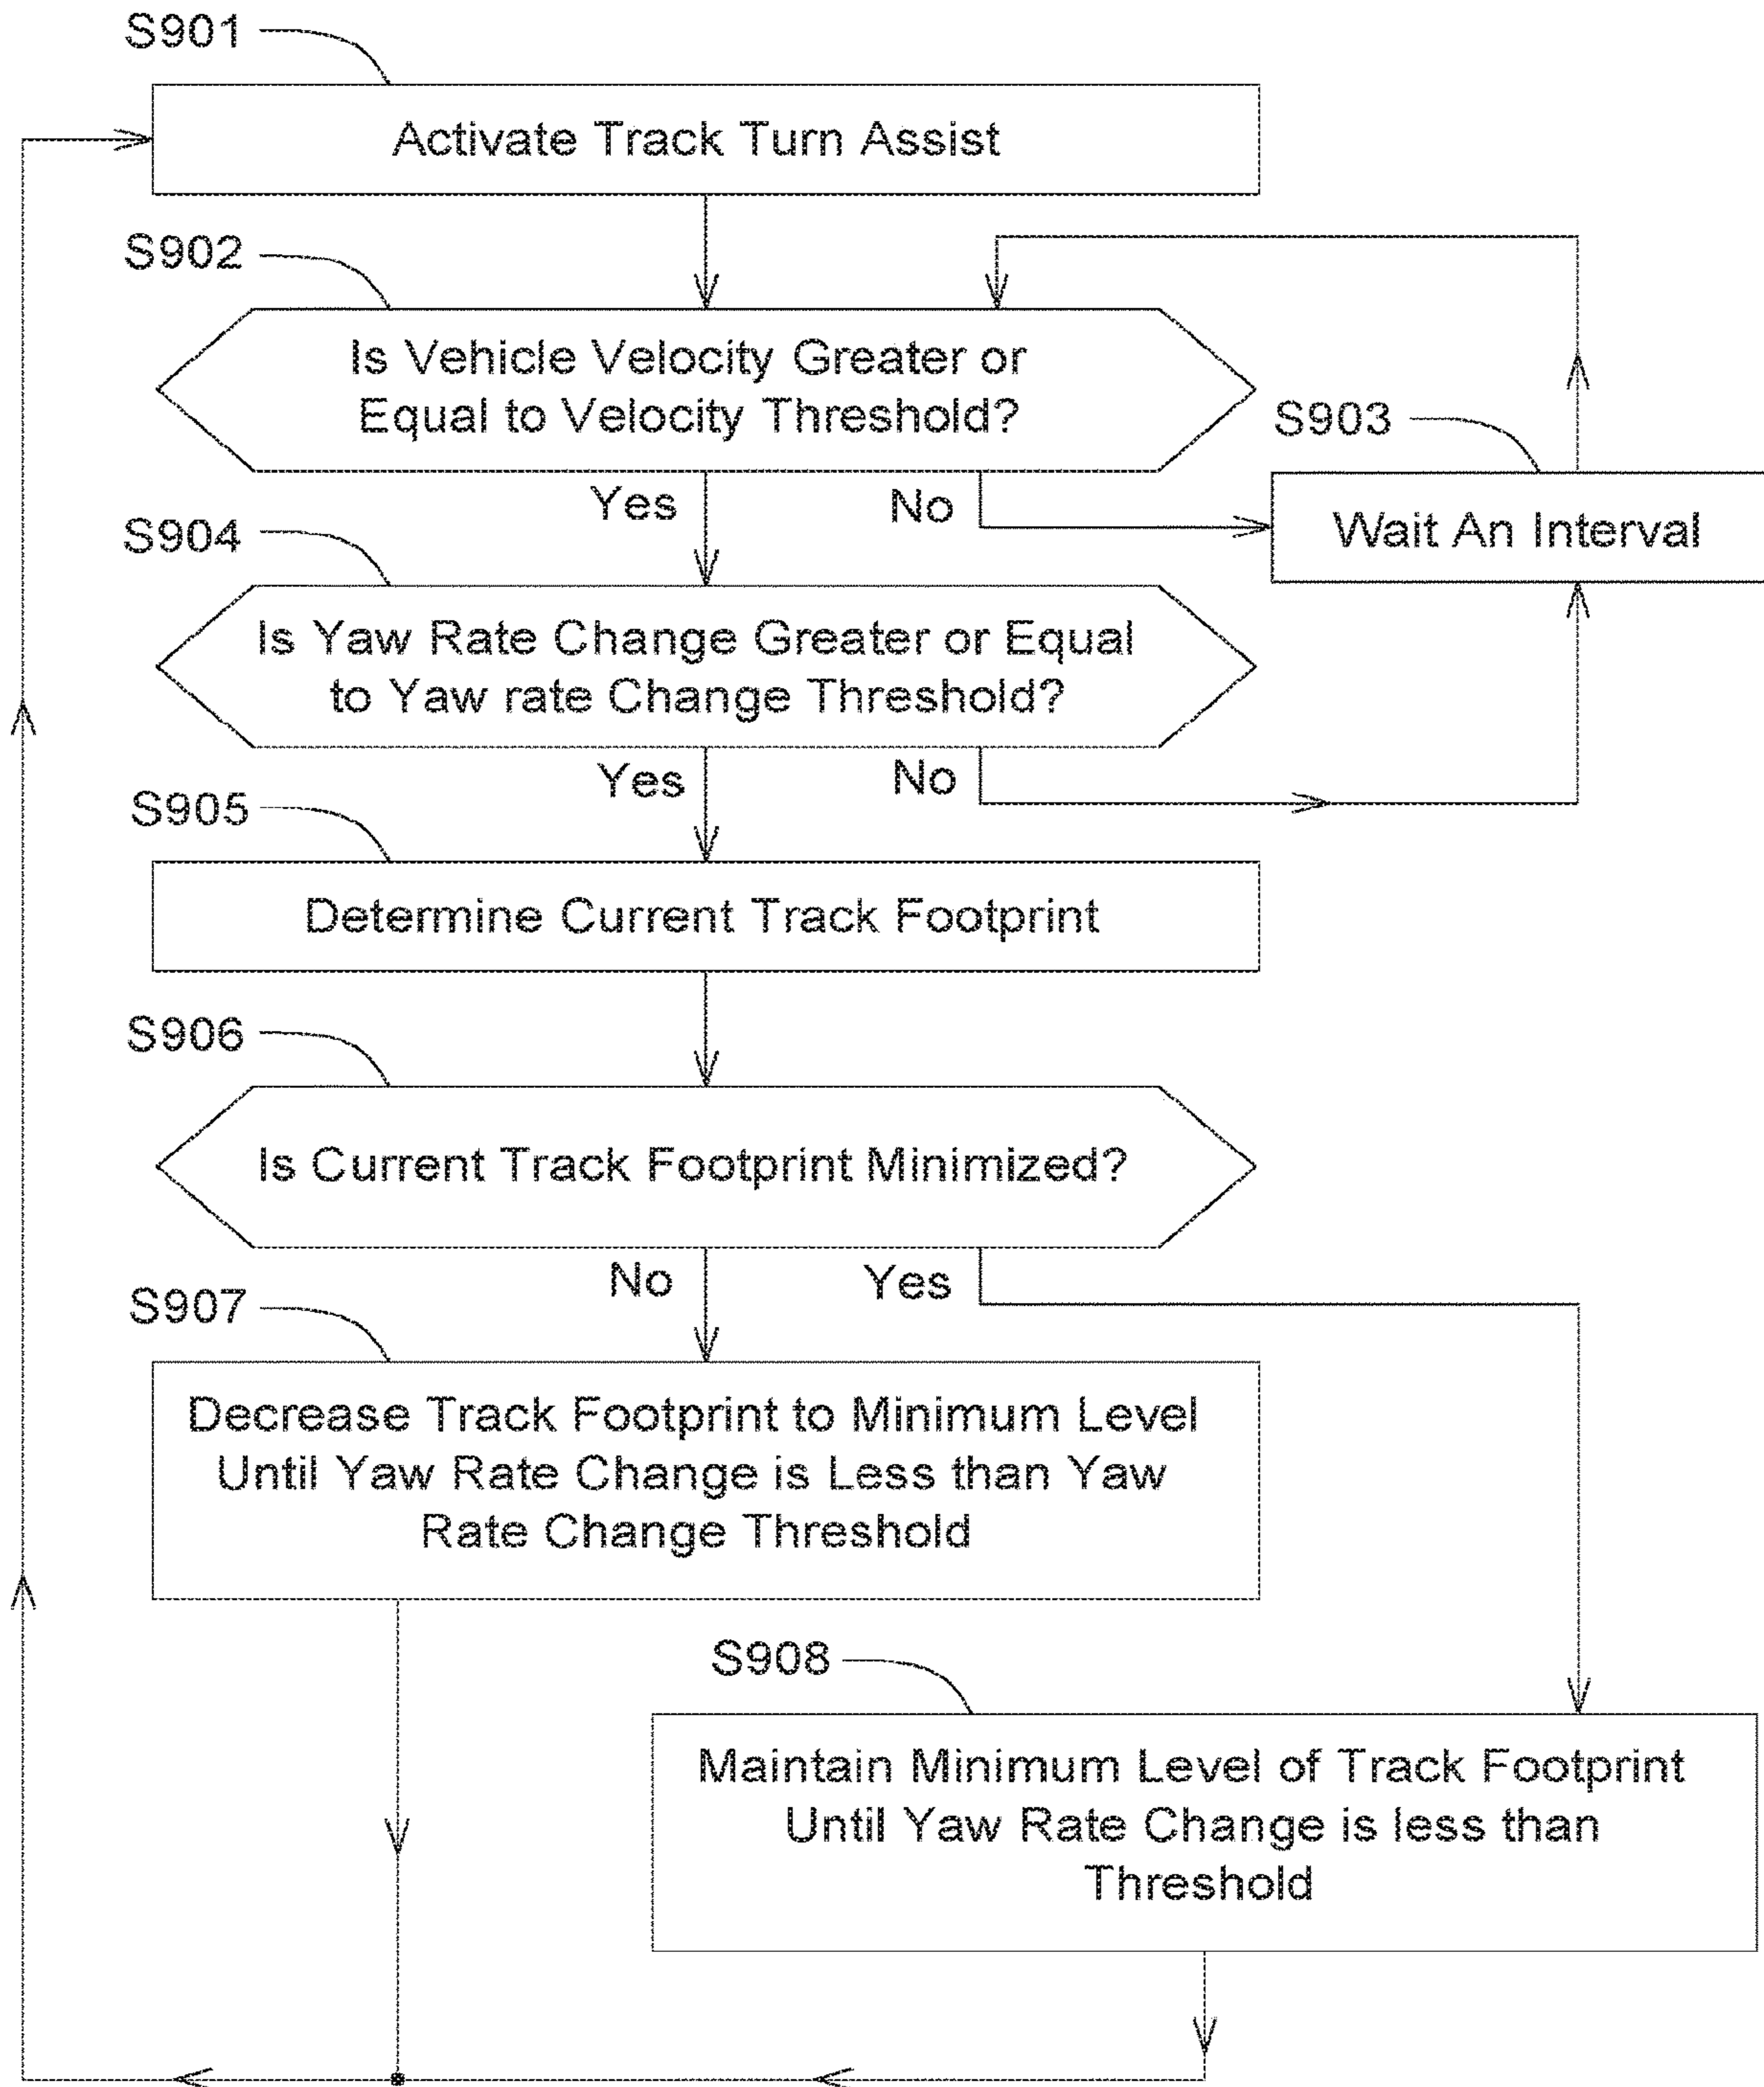 S901
Activate Track Turn Assist
S902
Is Vehicle Velocity Greater or
Equal to Velocity Threshold?
S903
Yes
No
Wait An Interval
S904
Is Yaw Rate Change Greater or Equal
to Yaw rate Change Threshold?
Yes
No
S905
Determine Current Track Footprint
S906
Is Current Track Footprint Minimized?
No
Yes
S907
Decrease Track Footprint to Minimum Level
Until Yaw Rate Change is Less than Yaw
Rate Change Threshold
S908
Maintain Minimum Level of Track Footprint
Until Yaw Rate Change is less than
Threshold